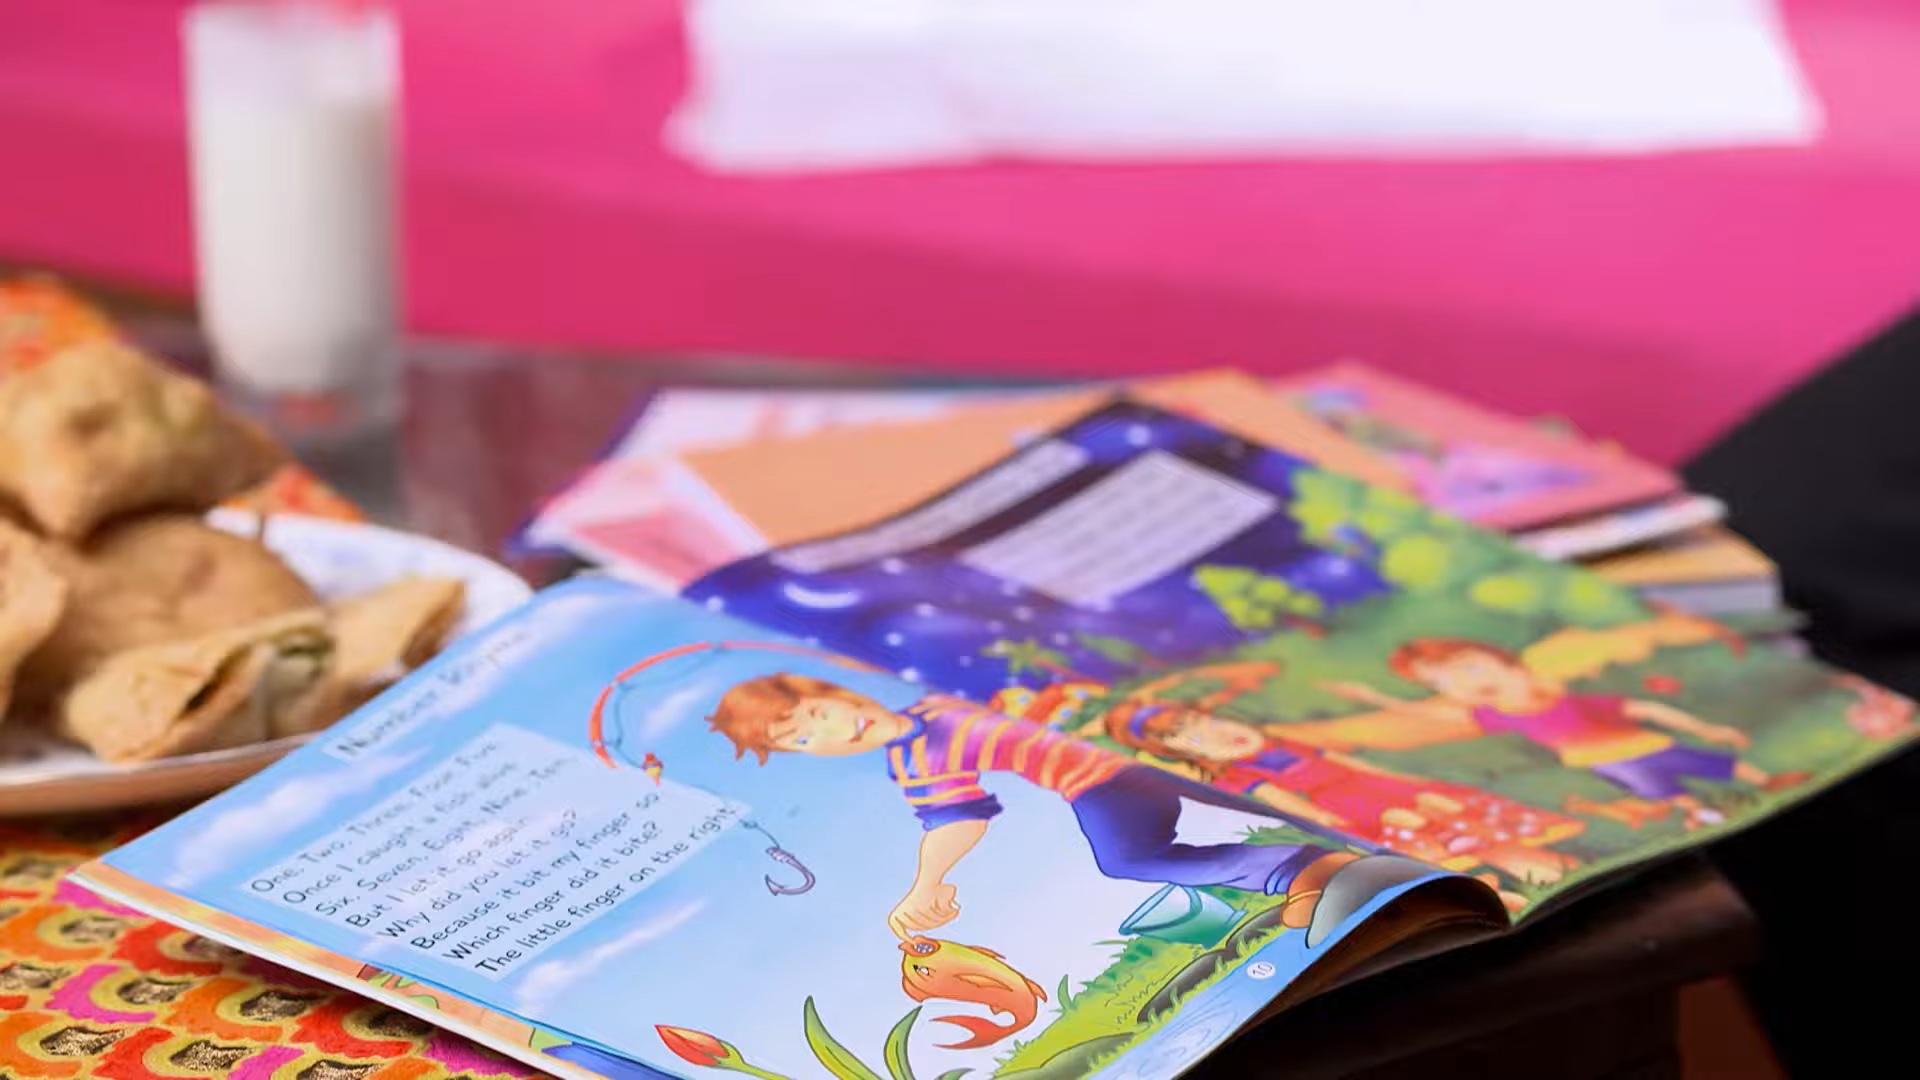 Number Rhyme
One, Two, Three, Four, Five,
Once I caught a fish alive.
Six, Seven, Eight, Nine, Ten,
But I let it go again.
Why did you let it go?
Because it bit my finger so
Which finger did it bite?
The little finger on the right.
10